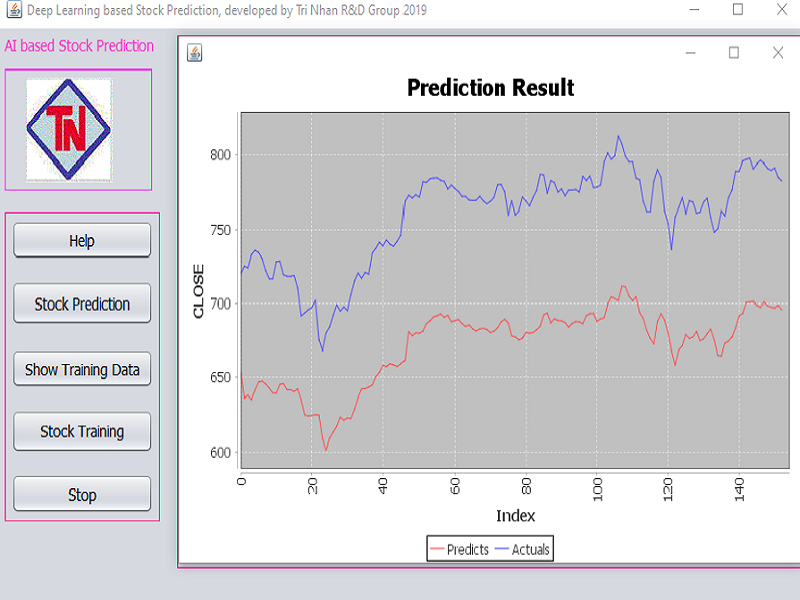 Deep Learning based Stock Prediction, developed by Tri Nhan R&D Group 2019
AI based Stock Prediction
TN
Help
Stock Prediction
Show Training Data
Stock Training
Stop
Prediction Result
CLOSE
800
750
700
650
600
0 20 40 60 80 100 120 140
Index
Predicts Actuals